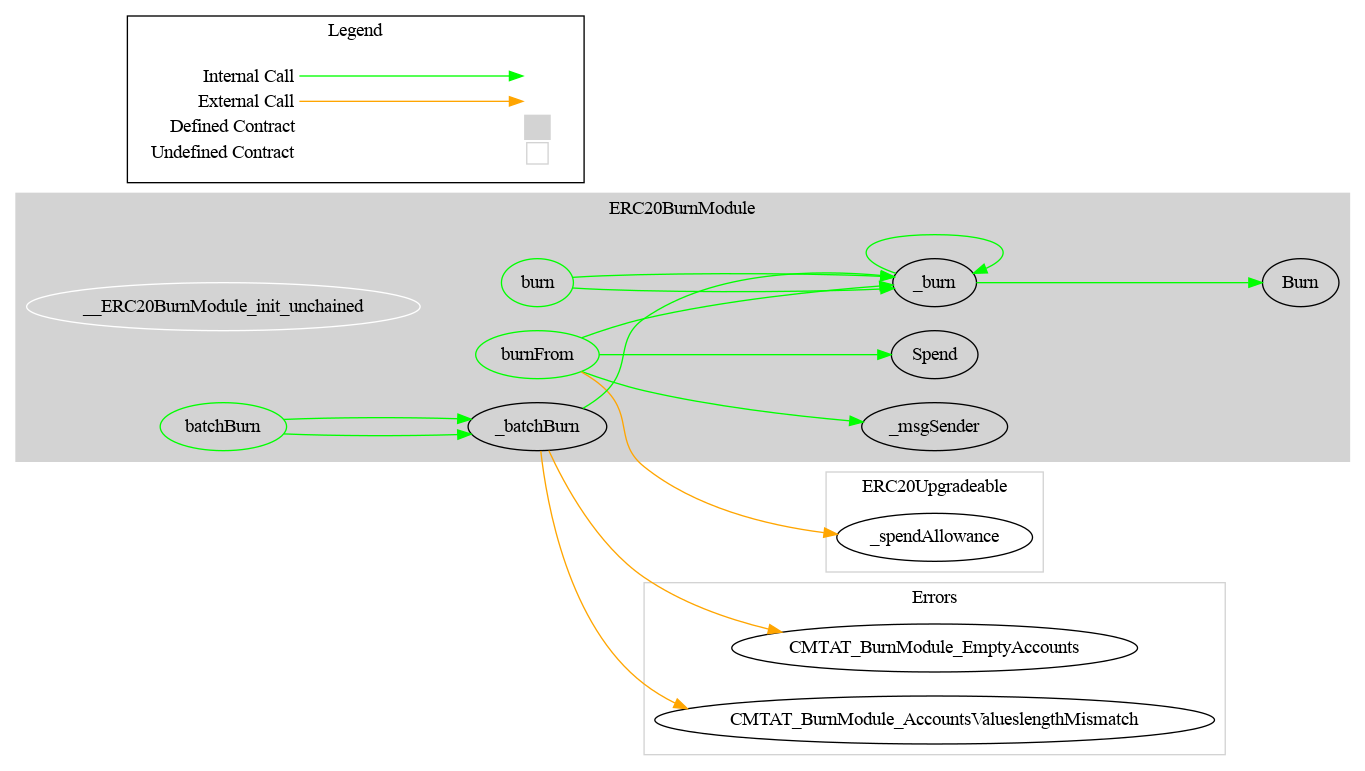 Legend
Internal Call
External Call
Defined Contract
Undefined Contract
ERC20BurnModule
__ERC20BurnModule_init_unchained
burn
_burn
Burn
burnFrom
Spend
batchBurn
_batchBurn
_msgSender
ERC20Upgradeable
_spendAllowance
Errors
CMTAT_BurnModule_EmptyAccounts
CMTAT_BurnModule_AccountsValueslengthMismatch